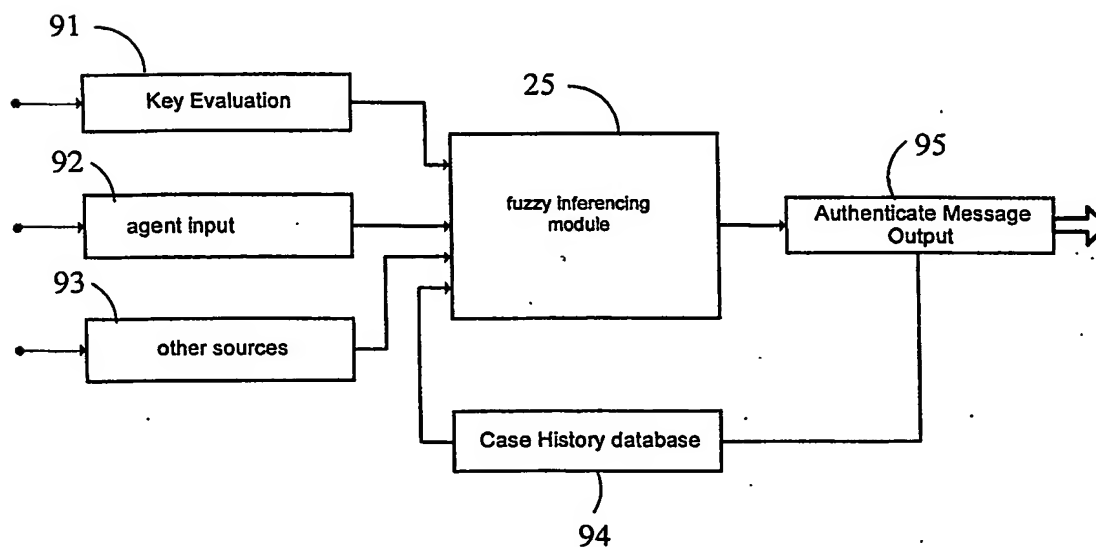 91
Key Evaluation
92
agent input
93
other sources
25
fuzzy inferencing
module
95
Authenticate Message
Output
Case History database
94